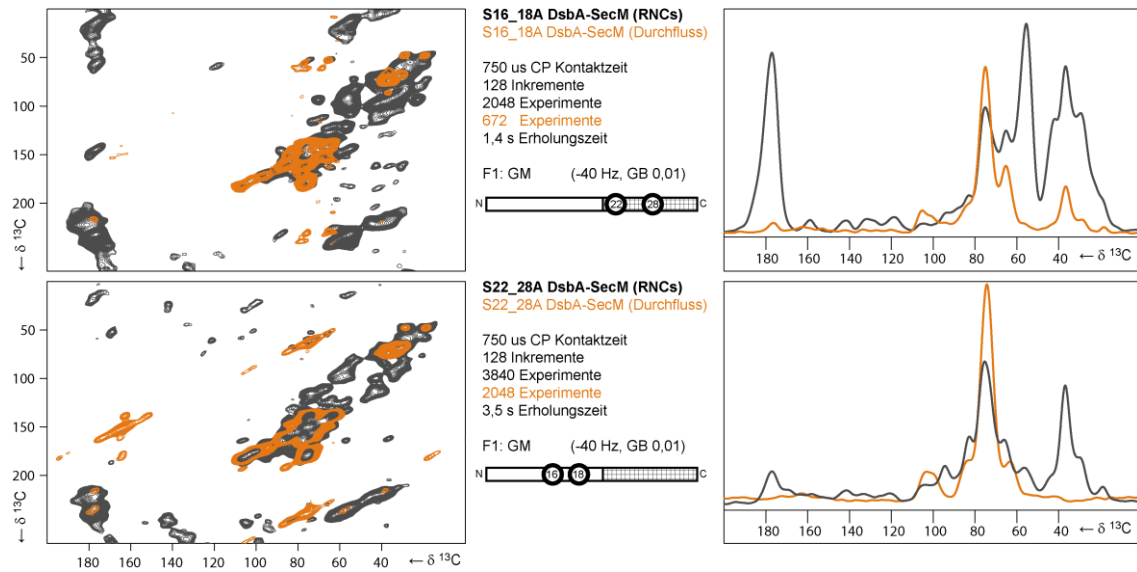 S16_18A DsbA-SecM (RNCs)
S16_18A DsbA-SecM (Durchfluss)
750 us CP Kontaktzeit
128 Inkremente
2048 Experimente
672 Experimente
1,4 s Erholungszeit
F1: GM (-40 Hz, GB 0,01)
N 22 28 C
50
100
150
200
← δ ¹³C
180 160 140 120 100 80 60 40 ← δ ¹³C
S22_28A DsbA-SecM (RNCs)
S22_28A DsbA-SecM (Durchfluss)
750 us CP Kontaktzeit
128 Inkremente
3840 Experimente
2048 Experimente
3,5 s Erholungszeit
F1: GM (-40 Hz, GB 0,01)
N 16 18 C
50
100
150
200
← δ ¹³C
180 160 140 120 100 80 60 40 ← δ ¹³C
180 160 140 120 100 80 60 40 ← δ ¹³C